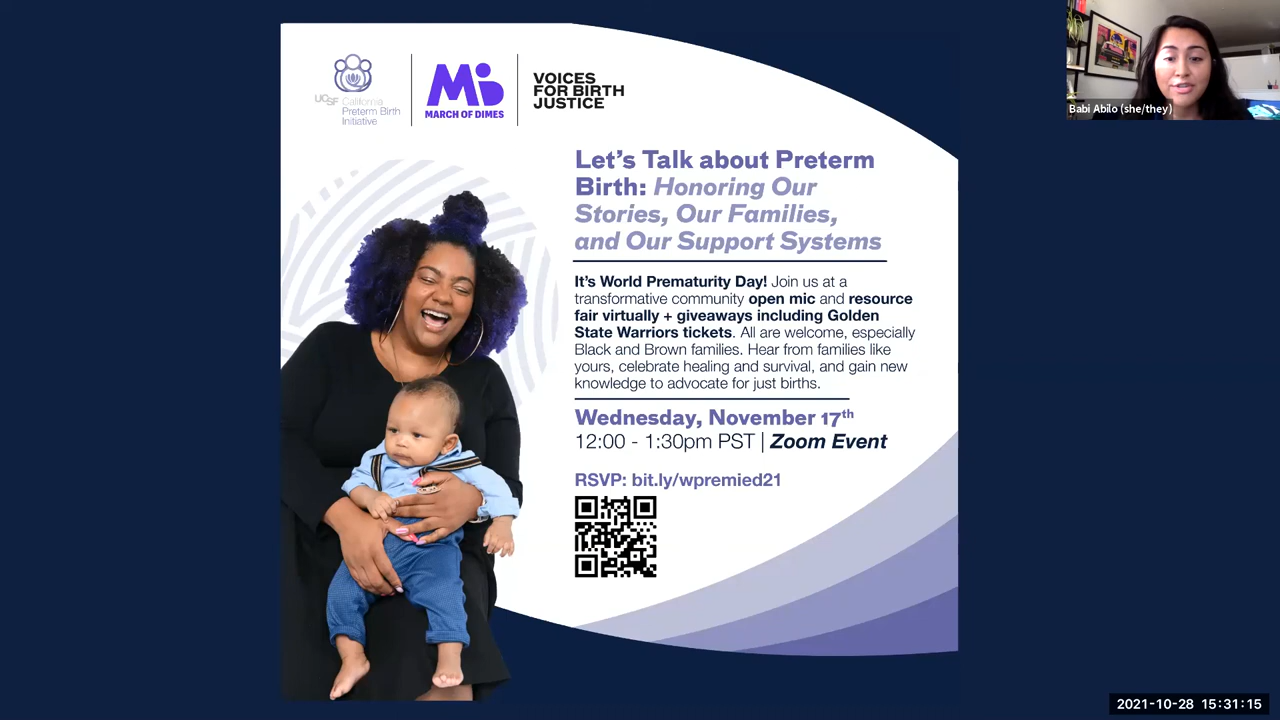 UCSF California
Preterm Birth
Initiative
MARCH OF DIMES
VOICES
FOR BIRTH
JUSTICE
Babi Abilo (she/they)
Let's Talk about Preterm
Birth: Honoring Our
Stories, Our Families,
and Our Support Systems
It's World Prematurity Day! Join us at a
transformative community open mic and resource
fair virtually + giveaways including Golden
State Warriors tickets. All are welcome, especially
Black and Brown families. Hear from families like
yours, celebrate healing and survival, and gain new
knowledge to advocate for just births.
Wednesday, November 17th
12:00 - 1:30pm PST | Zoom Event
RSVP: bit.ly/wpremied21
2021-10-28 15:31:15